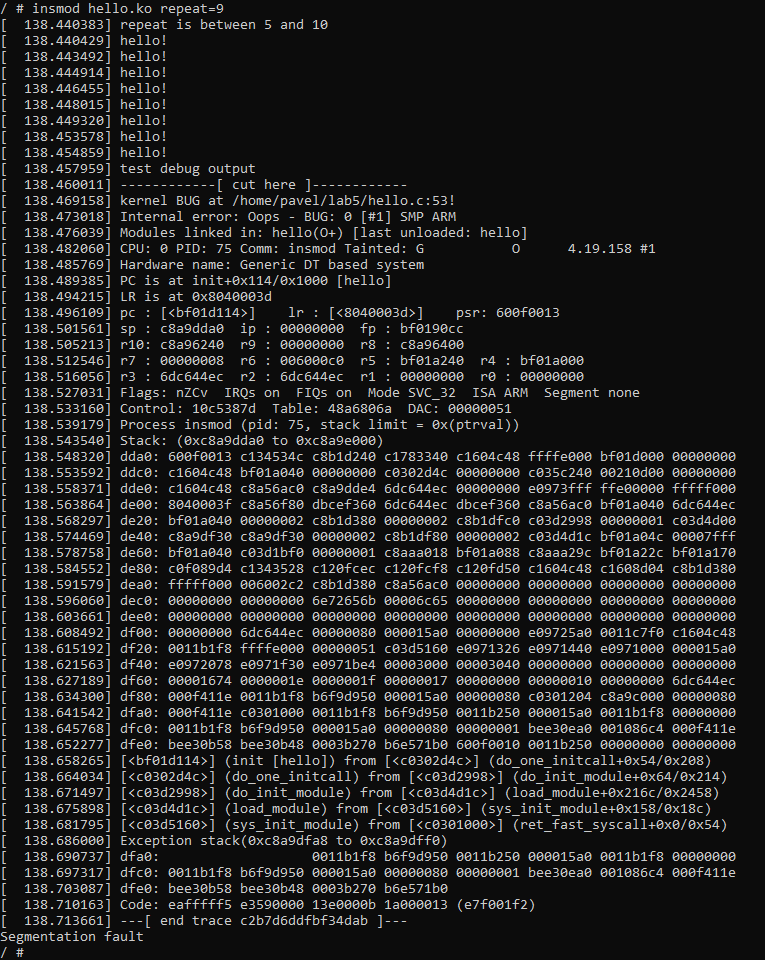 / # insmod hello.ko repeat=9
[  138.440383] repeat is between 5 and 10
[  138.440429] hello!
[  138.443492] hello!
[  138.444914] hello!
[  138.446455] hello!
[  138.448015] hello!
[  138.449320] hello!
[  138.453578] hello!
[  138.454859] hello!
[  138.457959] test debug output
[  138.460011] ------------[ cut here ]------------
[  138.469158] kernel BUG at /home/pavel/lab5/hello.c:53!
[  138.473018] Internal error: Oops - BUG: 0 [#1] SMP ARM
[  138.476039] Modules linked in: hello(O+) [last unloaded: hello]
[  138.482060] CPU: 0 PID: 75 Comm: insmod Tainted: G           O      4.19.158 #1
[  138.485769] Hardware name: Generic DT based system
[  138.489385] PC is at init+0x114/0x1000 [hello]
[  138.494215] LR is at 0x8040003d
[  138.496109] pc : [<bf01d114>]    lr : [<8040003d>]    psr: 600f0013
[  138.501561] sp : c8a9dda0  ip : 00000000  fp : bf0190cc
[  138.505213] r10: c8a96240  r9 : 00000000  r8 : c8a96400
[  138.512546] r7 : 00000008  r6 : 006000c0  r5 : bf01a240  r4 : bf01a000
[  138.516056] r3 : 6dc644ec  r2 : 6dc644ec  r1 : 00000000  r0 : 00000000
[  138.527031] Flags: nZCv  IRQs on  FIQs on  Mode SVC_32  ISA ARM  Segment none
[  138.533160] Control: 10c5387d  Table: 48a6806a  DAC: 00000051
[  138.539179] Process insmod (pid: 75, stack limit = 0x(ptrval))
[  138.543540] Stack: (0xc8a9dda0 to 0xc8a9e000)
[  138.548320] dda0: 600f0013 c134534c c8b1d240 c1783340 c1604c48 ffffe000 bf01d000 00000000
[  138.553592] ddc0: c1604c48 bf01a040 00000000 c0302d4c 00000000 c035c240 00210d00 00000000
[  138.558371] dde0: c1604c48 c8a56ac0 c8a9dde4 6dc644ec 00000000 e0973fff ffe00000 fffff000
[  138.563864] de00: 8040003f c8a56f80 dbcef360 6dc644ec dbcef360 c8a56ac0 bf01a040 6dc644ec
[  138.568297] de20: bf01a040 00000002 c8b1d380 00000002 c8b1dfc0 c03d2998 00000001 c03d4d00
[  138.574469] de40: c8a9df30 c8a9df30 00000002 c8b1df80 00000002 c03d4d1c bf01a04c 00007fff
[  138.578758] de60: bf01a040 c03d1bf0 00000001 c8aaa018 bf01a088 c8aaa29c bf01a22c bf01a170
[  138.584552] de80: c0f089d4 c1343528 c120fcec c120fcf8 c120fd50 c1604c48 c1608d04 c8b1d380
[  138.591579] dea0: fffff000 006002c2 c8b1d380 c8a56ac0 00000000 00000000 00000000 00000000
[  138.596060] dec0: 00000000 00000000 6e72656b 00006c65 00000000 00000000 00000000 00000000
[  138.603661] dee0: 00000000 00000000 00000000 00000000 00000000 00000000 00000000 00000000
[  138.608492] df00: 00000000 6dc644ec 00000080 000015a0 00000000 e09725a0 0011c7f0 c1604c48
[  138.615192] df20: 0011b1f8 ffffe000 00000051 c03d5160 e0971326 e0971440 e0971000 000015a0
[  138.621563] df40: e0972078 e0971f30 e0971be4 00003000 00003040 00000000 00000000 00000000
[  138.627189] df60: 00001674 0000001e 0000001f 00000017 00000000 00000010 00000000 6dc644ec
[  138.634300] df80: 000f411e 0011b1f8 b6f9d950 000015a0 00000080 c0301204 c8a9c000 00000080
[  138.641542] dfa0: 000f411e c0301000 0011b1f8 b6f9d950 0011b250 000015a0 0011b1f8 00000000
[  138.645768] dfc0: 0011b1f8 b6f9d950 000015a0 00000080 00000001 bee30ea0 001086c4 000f411e
[  138.652277] dfe0: bee30b58 bee30b48 0003b270 b6e571b0 600f0010 0011b250 00000000 00000000
[  138.658265] [<bf01d114>] (init [hello]) from [<c0302d4c>] (do_one_initcall+0x54/0x208)
[  138.664034] [<c0302d4c>] (do_one_initcall) from [<c03d2998>] (do_init_module+0x64/0x214)
[  138.671497] [<c03d2998>] (do_init_module) from [<c03d4d1c>] (load_module+0x216c/0x2458)
[  138.675898] [<c03d4d1c>] (load_module) from [<c03d5160>] (sys_init_module+0x158/0x18c)
[  138.681795] [<c03d5160>] (sys_init_module) from [<c0301000>] (ret_fast_syscall+0x0/0x54)
[  138.686000] Exception stack(0xc8a9dfa8 to 0xc8a9dff0)
[  138.690737] dfa0:                   0011b1f8 b6f9d950 0011b250 000015a0 0011b1f8 00000000
[  138.697317] dfc0: 0011b1f8 b6f9d950 000015a0 00000080 00000001 bee30ea0 001086c4 000f411e
[  138.703087] dfe0: bee30b58 bee30b48 0003b270 b6e571b0
[  138.710163] Code: eafffff5 e3590000 13e0000b 1a000013 (e7f001f2)
[  138.713661] ---[ end trace c2b7d6ddfbf34dab ]---
Segmentation fault
/ #